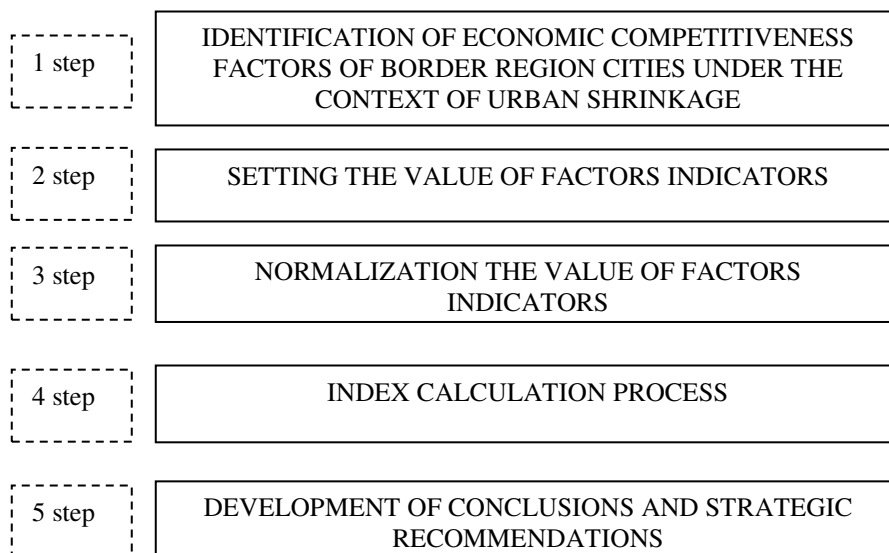 1 step
IDENTIFICATION OF ECONOMIC COMPETITIVENESS
FACTORS OF BORDER REGION CITIES UNDER THE
CONTEXT OF URBAN SHRINKAGE
2 step
SETTING THE VALUE OF FACTORS INDICATORS
3 step
NORMALIZATION THE VALUE OF FACTORS
INDICATORS
4 step
INDEX CALCULATION PROCESS
5 step
DEVELOPMENT OF CONCLUSIONS AND STRATEGIC
RECOMMENDATIONS